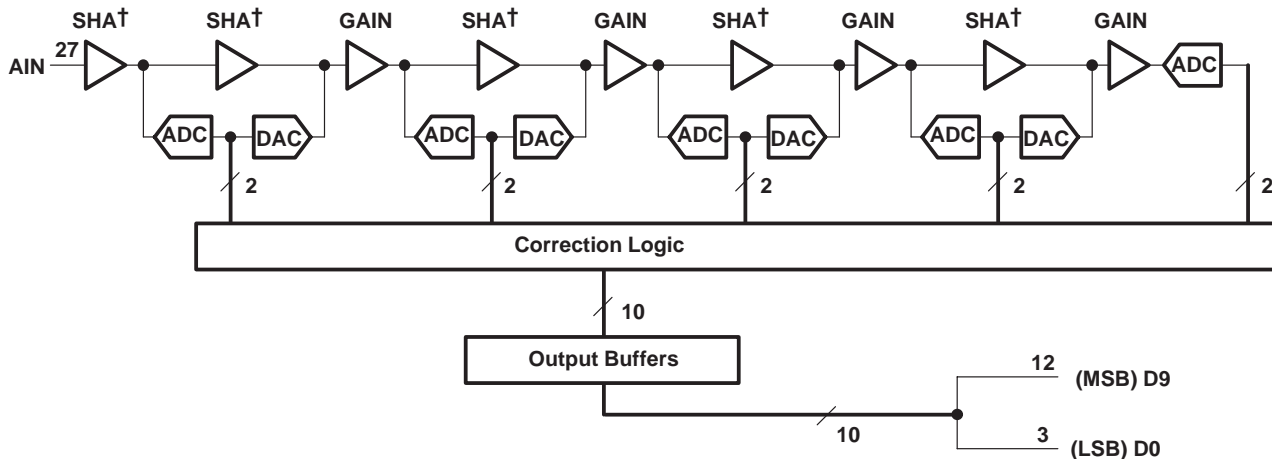 SHA† SHA† GAIN SHA† GAIN SHA† GAIN SHA† GAIN
AIN 27 ADC
ADC DAC ADC DAC ADC DAC ADC DAC
2 2 2 2 2
Correction Logic
10
Output Buffers
12 (MSB) D9
10
3 (LSB) D0